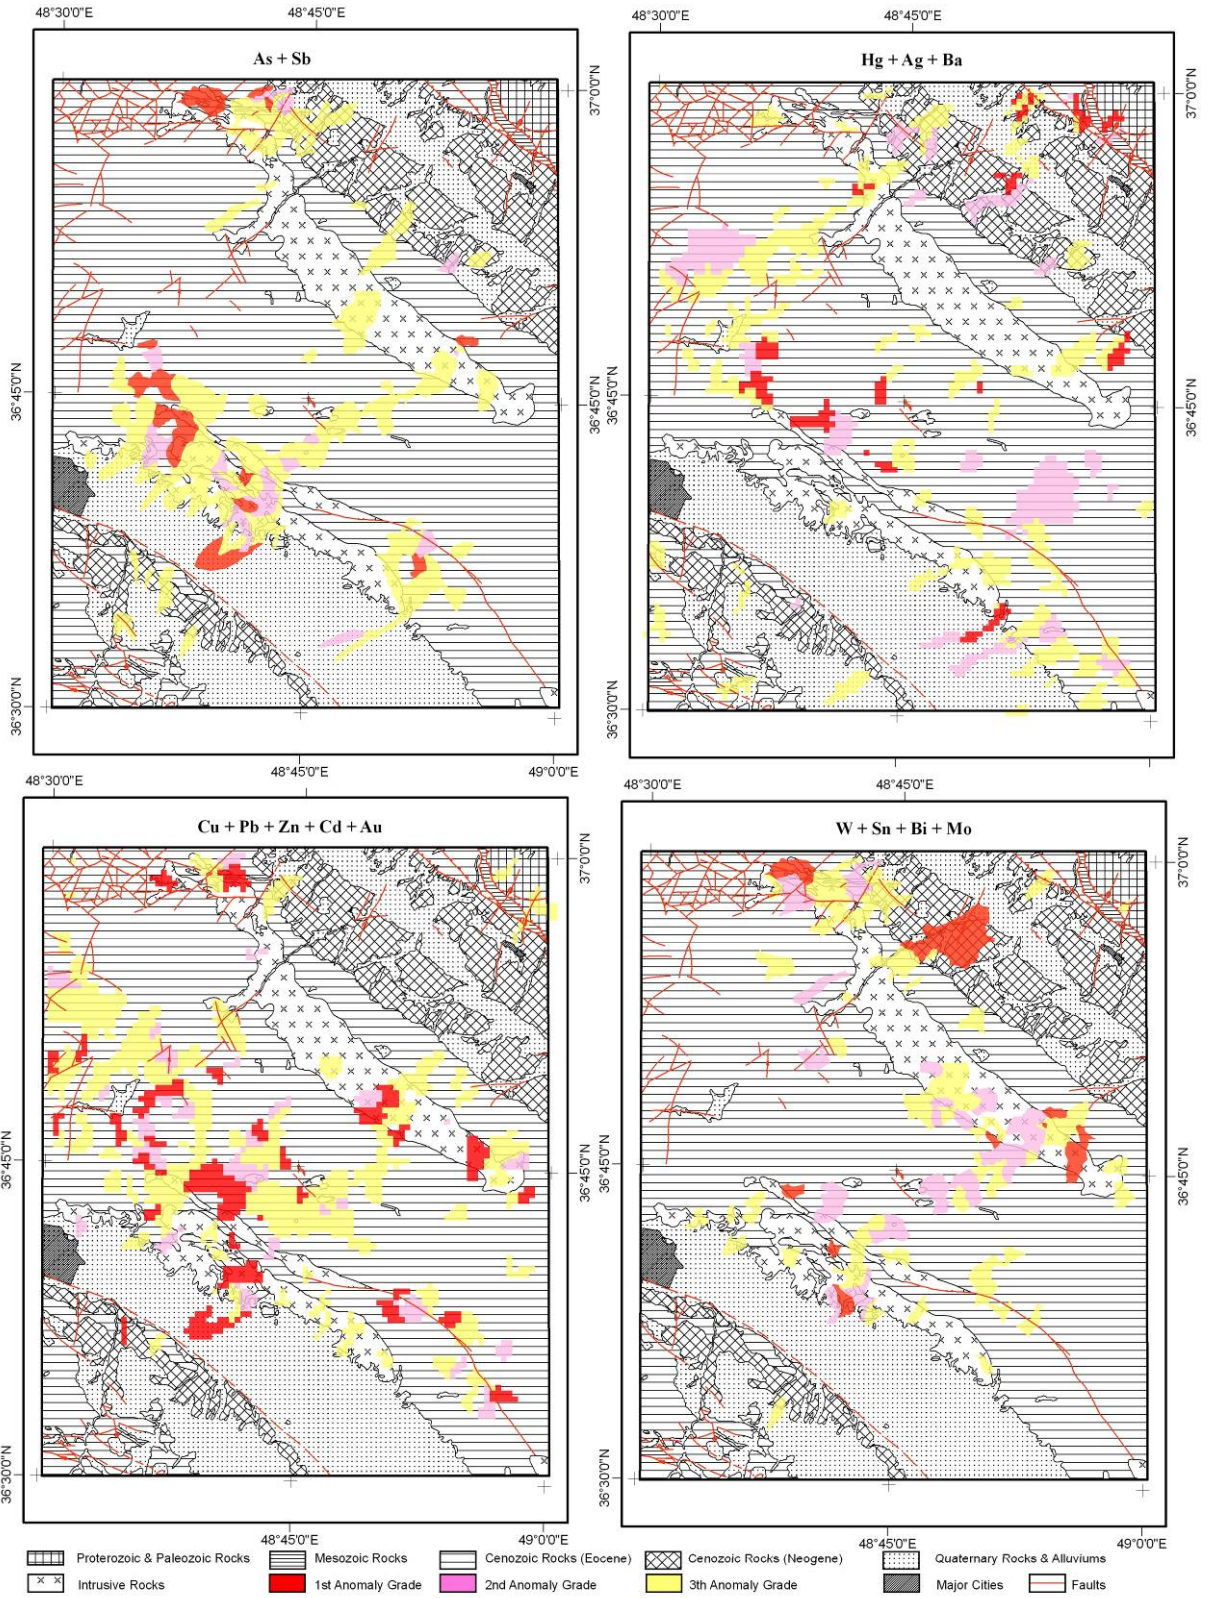 48°30'0"E 48°45'0"E
48°30'0"E 48°45'0"E
As + Sb
Hg + Ag + Ba
37°0'0"N
37°0'0"N
36°45'0"N
36°45'0"N
36°45'0"N
36°45'0"N
36°30'0"N
36°30'0"N
48°30'0"E 48°45'0"E 49°0'0"E
48°30'0"E 48°45'0"E
Cu + Pb + Zn + Cd + Au
W + Sn + Bi + Mo
37°0'0"N
37°0'0"N
36°45'0"N
36°45'0"N
36°45'0"N
36°45'0"N
36°30'0"N
36°30'0"N
48°45'0"E 49°0'0"E
48°45'0"E 49°0'0"E
Proterozoic & Paleozoic Rocks Mesozoic Rocks Cenozoic Rocks (Eocene) Cenozoic Rocks (Neogene) Quaternary Rocks & Alluviums
Intrusive Rocks 1st Anomaly Grade 2nd Anomaly Grade 3th Anomaly Grade Major Cities Faults